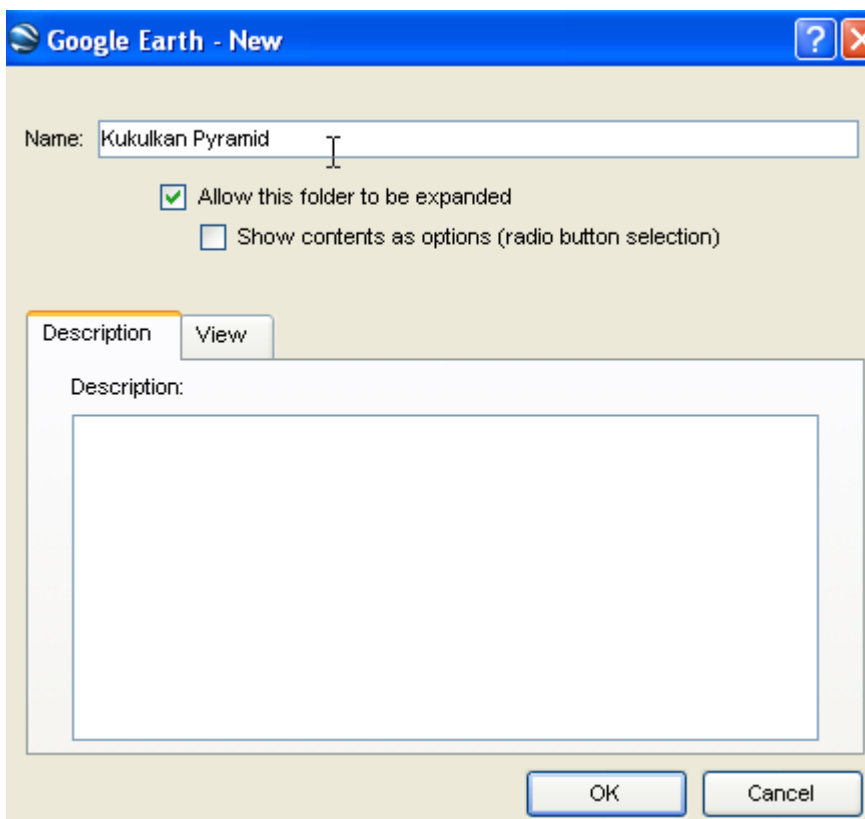 Google Earth - New
?
Name: Kukulkan Pyramid
Allow this folder to be expanded
Show contents as options (radio button selection)
Description View
Description:
OK Cancel